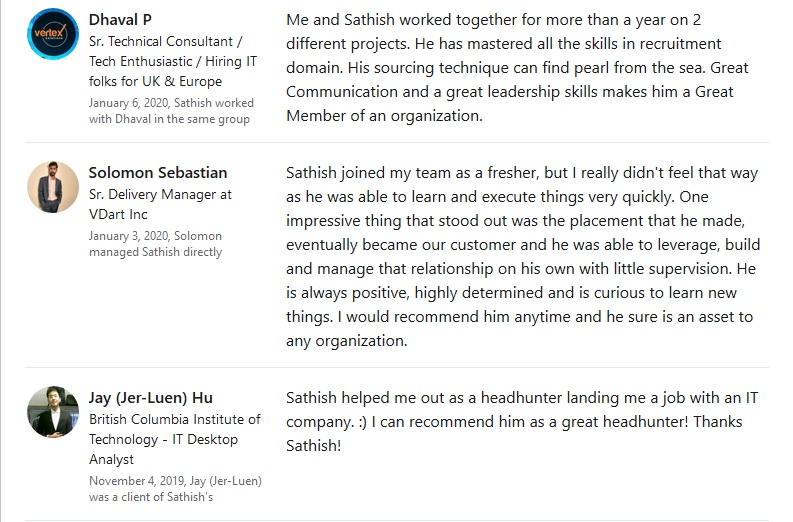 vertex
solutions
Dhaval P
Sr. Technical Consultant /
Tech Enthusiastic / Hiring IT
folks for UK & Europe
January 6, 2020, Sathish worked
with Dhaval in the same group
Me and Sathish worked together for more than a year on 2
different projects. He has mastered all the skills in recruitment
domain. His sourcing technique can find pearl from the sea. Great
Communication and a great leadership skills makes him a Great
Member of an organization.
Solomon Sebastian
Sr. Delivery Manager at
VDart Inc
January 3, 2020, Solomon
managed Sathish directly
Sathish joined my team as a fresher, but I really didn't feel that way
as he was able to learn and execute things very quickly. One
impressive thing that stood out was the placement that he made,
eventually became our customer and he was able to leverage, build
and manage that relationship on his own with little supervision. He
is always positive, highly determined and is curious to learn new
things. I would recommend him anytime and he sure is an asset to
any organization.
Jay (Jer-Luen) Hu
British Columbia Institute of
Technology - IT Desktop
Analyst
November 4, 2019, Jay (Jer-Luen)
was a client of Sathish's
Sathish helped me out as a headhunter landing me a job with an IT
company. :) I can recommend him as a great headhunter! Thanks
Sathish!